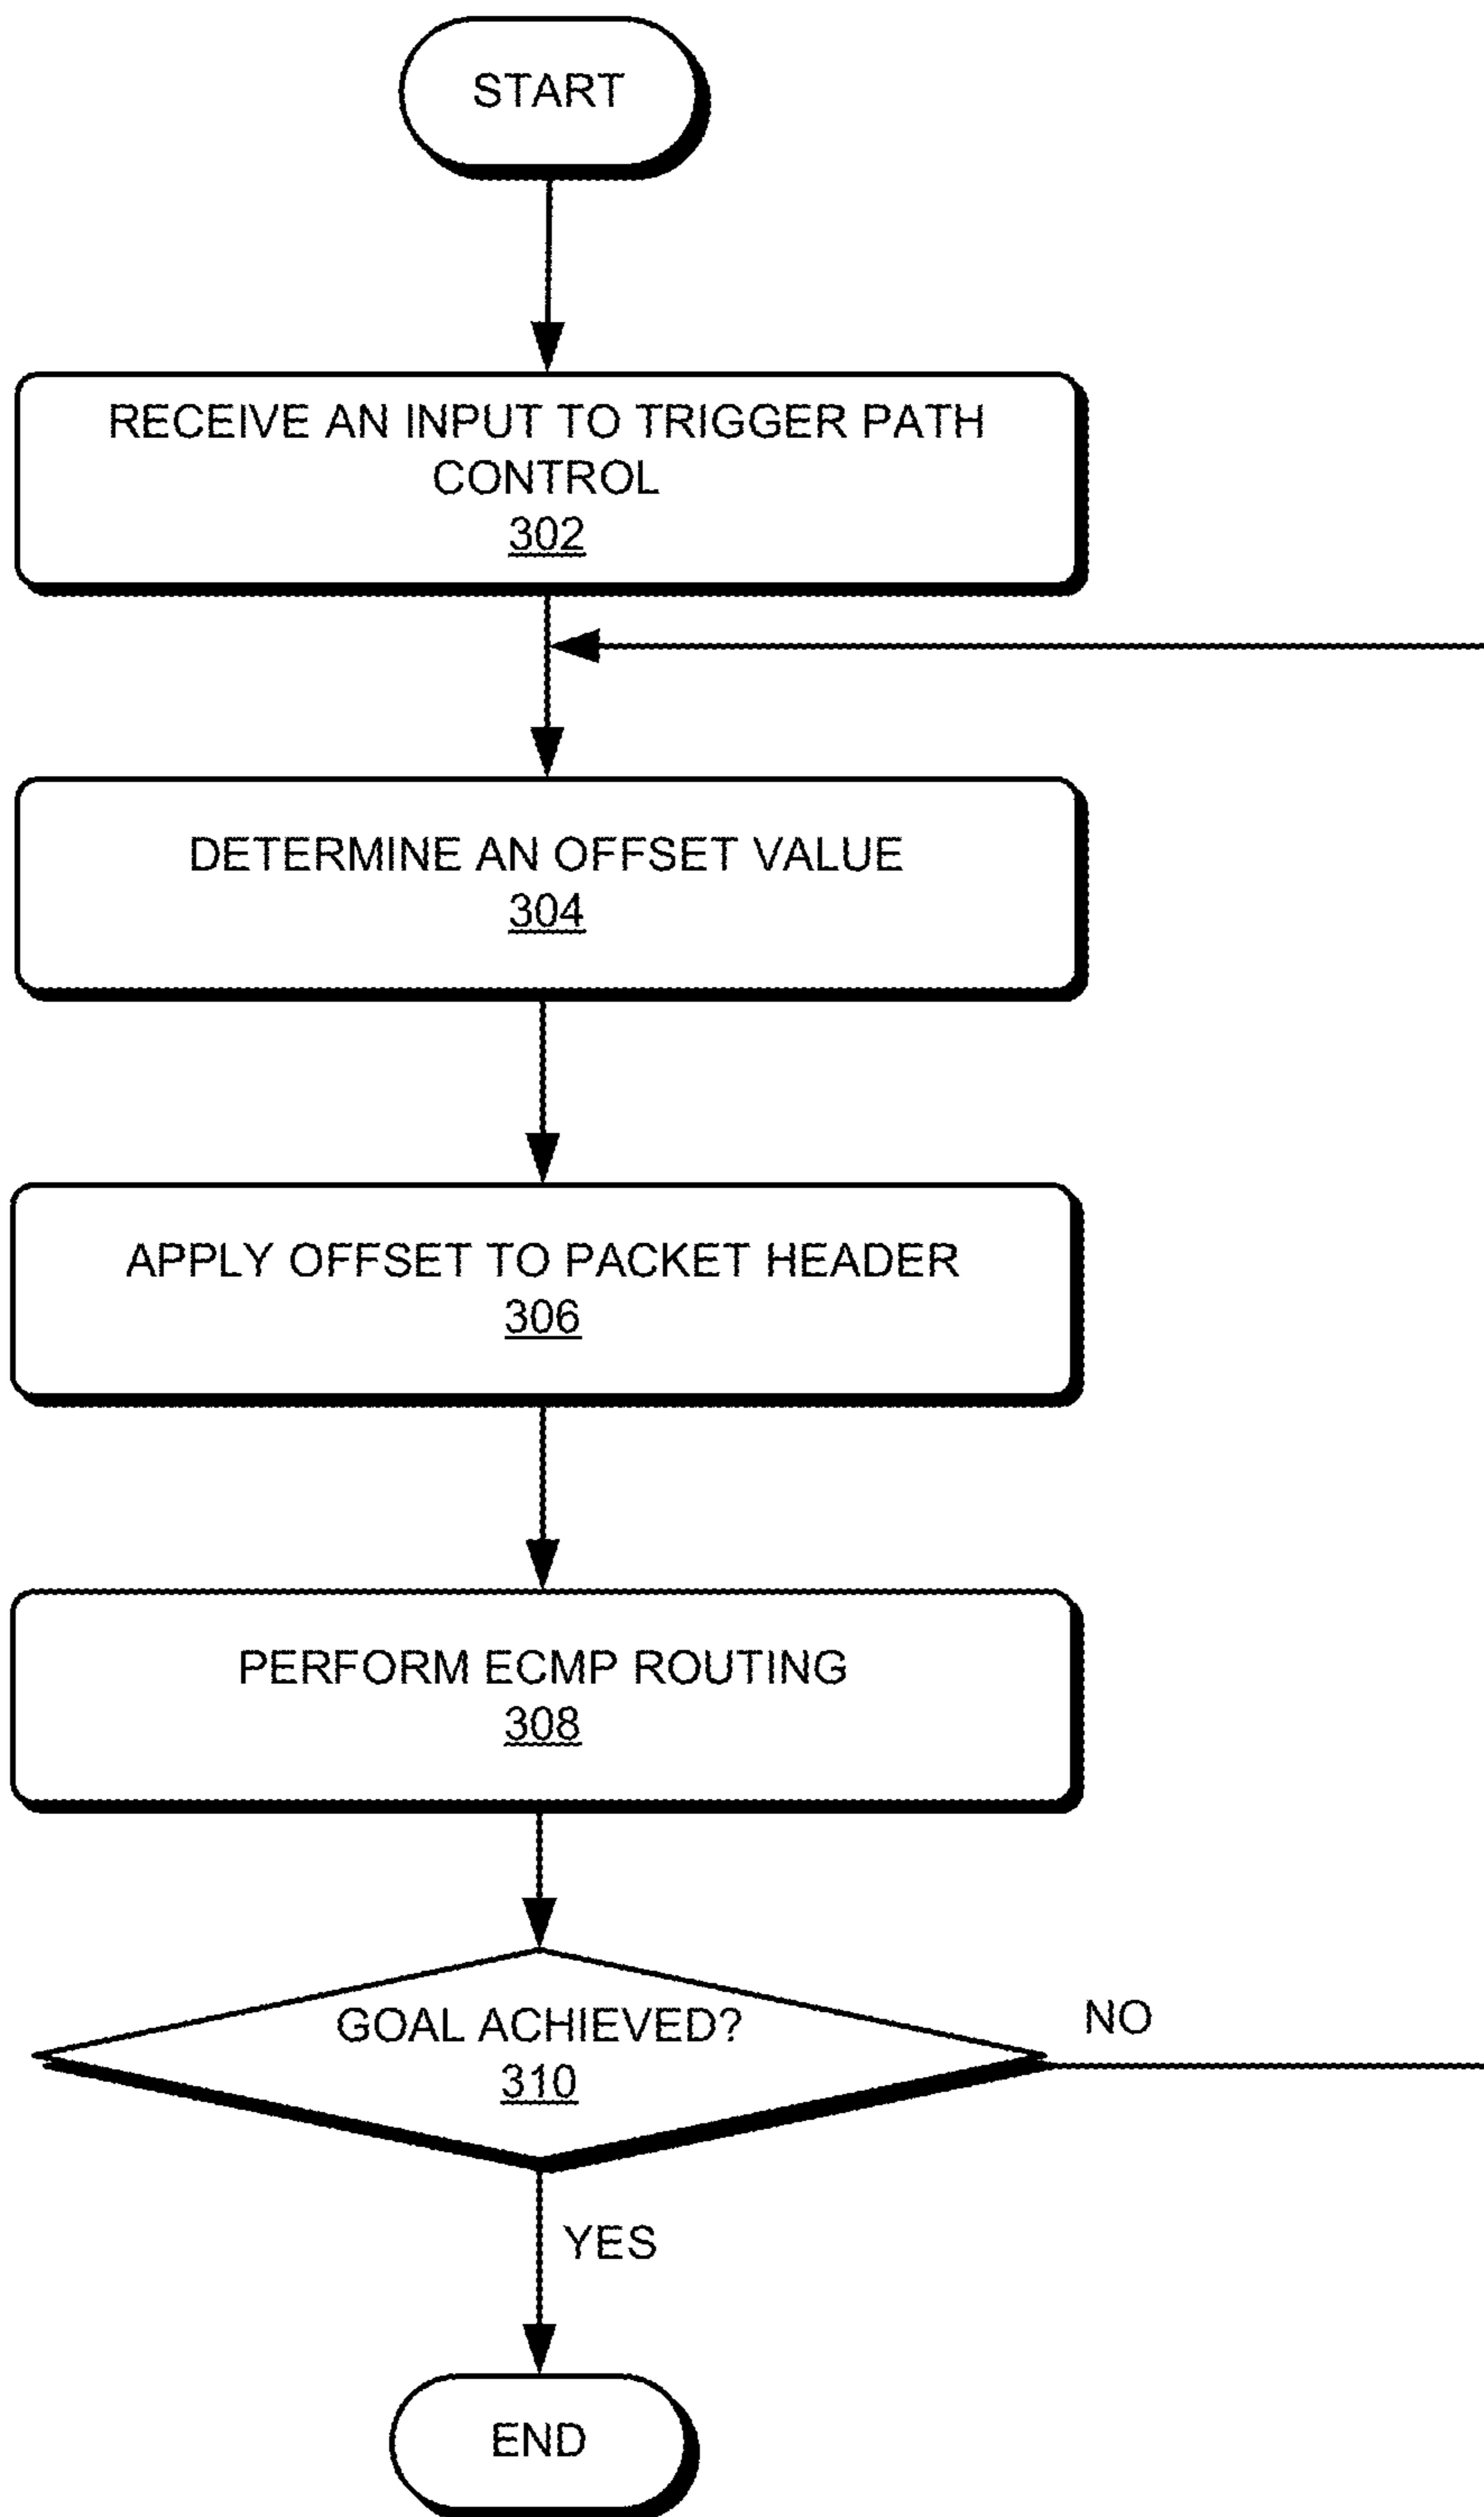 START
RECEIVE AN INPUT TO TRIGGER PATH
CONTROL
302
DETERMINE AN OFFSET VALUE
304
APPLY OFFSET TO PACKET HEADER
306
PERFORM ECMP ROUTING
308
GOAL ACHIEVED?
310
NO
YES
END